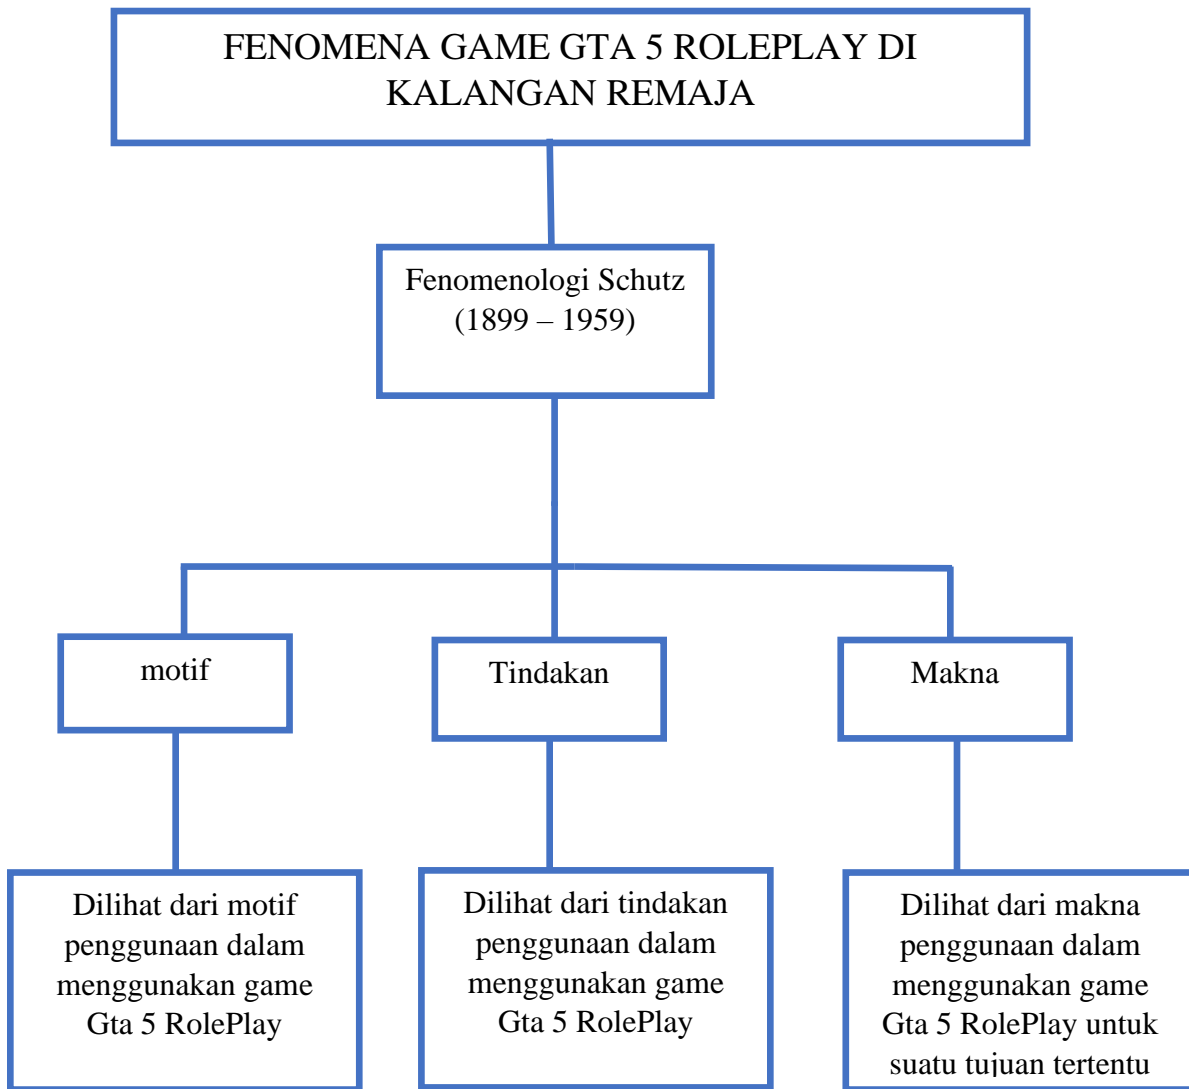 FENOMENA GAME GTA 5 ROLEPLAY DI
KALANGAN REMAJA
Fenomenologi Schutz
(1899 – 1959)
motif
Tindakan
Makna
Dilihat dari motif
penggunaan dalam
menggunakan game
Gta 5 RolePlay
Dilihat dari tindakan
penggunaan dalam
menggunakan game
Gta 5 RolePlay
Dilihat dari makna
penggunaan dalam
menggunakan game
Gta 5 RolePlay untuk
suatu tujuan tertentu